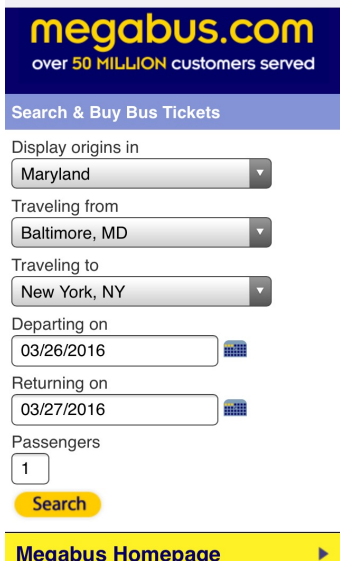 megabus.com
over 50 MILLION customers served
Search & Buy Bus Tickets
Display origins in
Maryland
Traveling from
Baltimore, MD
Traveling to
New York, NY
Departing on
03/26/2016
Returning on
03/27/2016
Passengers
1
Search
Megabus Homepage